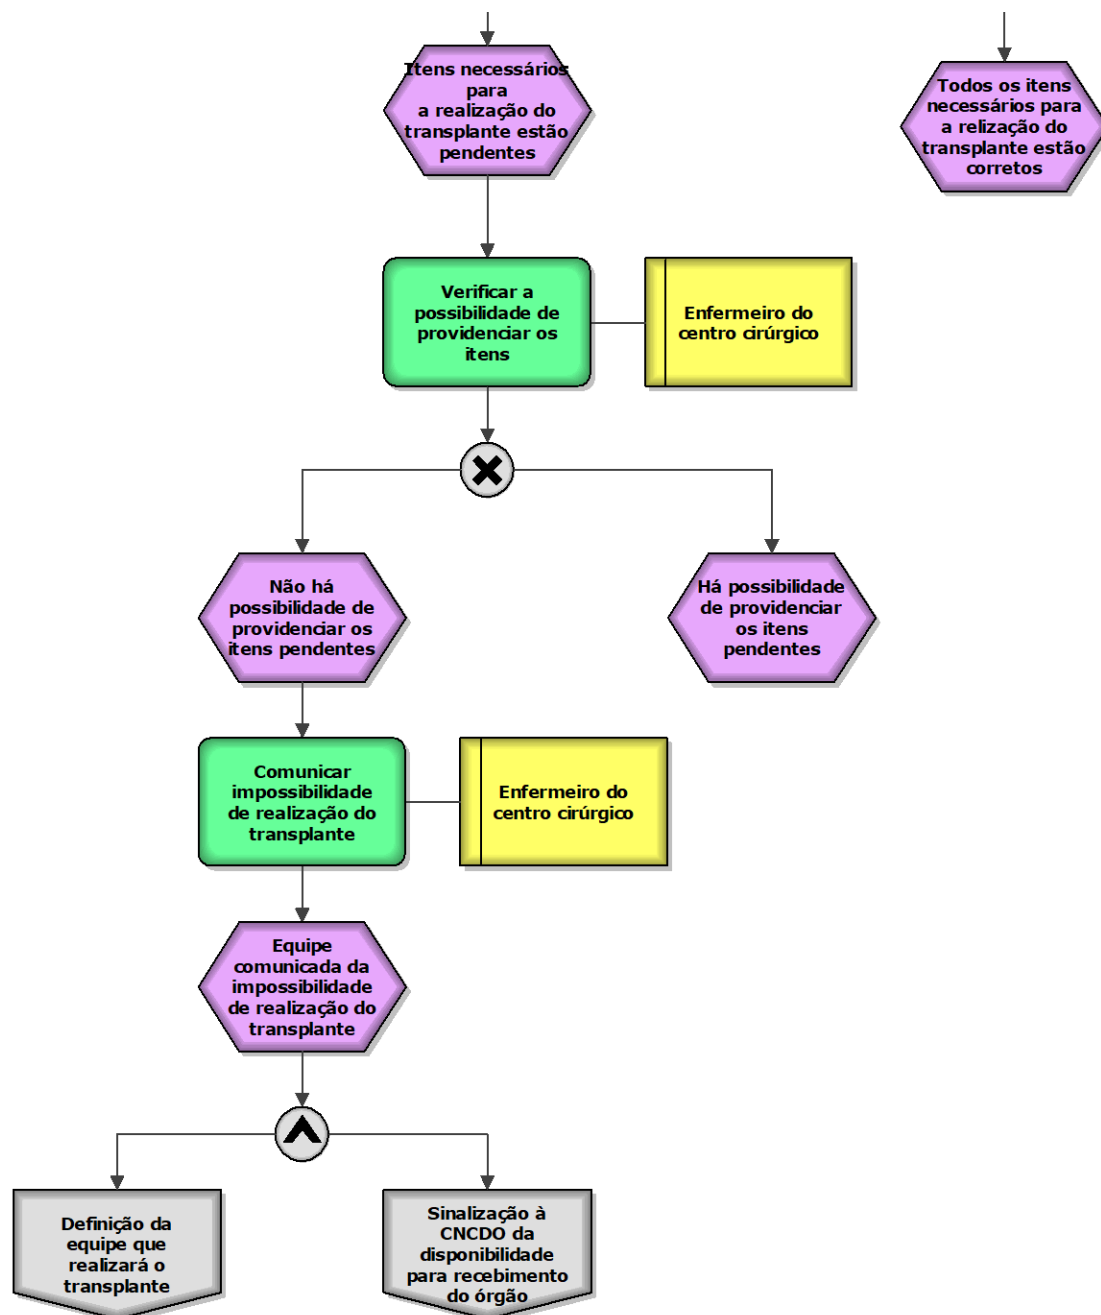 Itens necessários
para
a realização do
transplante estão
pendentes
Todos os itens
necessários para
a relização do
transplante estão
corretos
Verificar a
possibilidade de
providenciar os
itens
Enfermeiro do
centro cirúrgico
Não há
possibilidade de
providenciar os
itens pendentes
Há possibilidade
de providenciar
os itens
pendentes
Comunicar
impossibilidade
de realização do
transplante
Enfermeiro do
centro cirúrgico
Equipe
comunicada da
impossibilidade
de realização do
transplante
Definição da
equipe que
realizará o
transplante
Sinalização à
CNCDO da
disponibilidade
para recebimento
do órgão